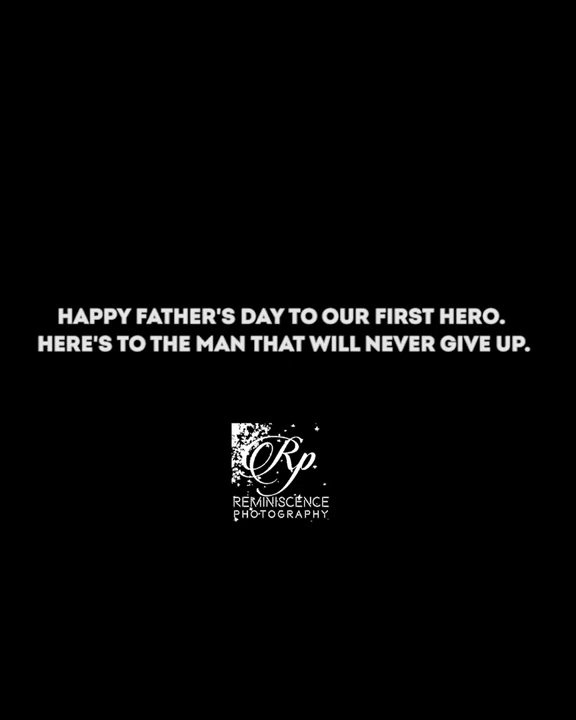 HAPPY FATHER'S DAY TO OUR FIRST HERO.
HERE'S TO THE MAN THAT WILL NEVER GIVE UP.
Rp
REMINISCENCE
PHOTOGRAPHY